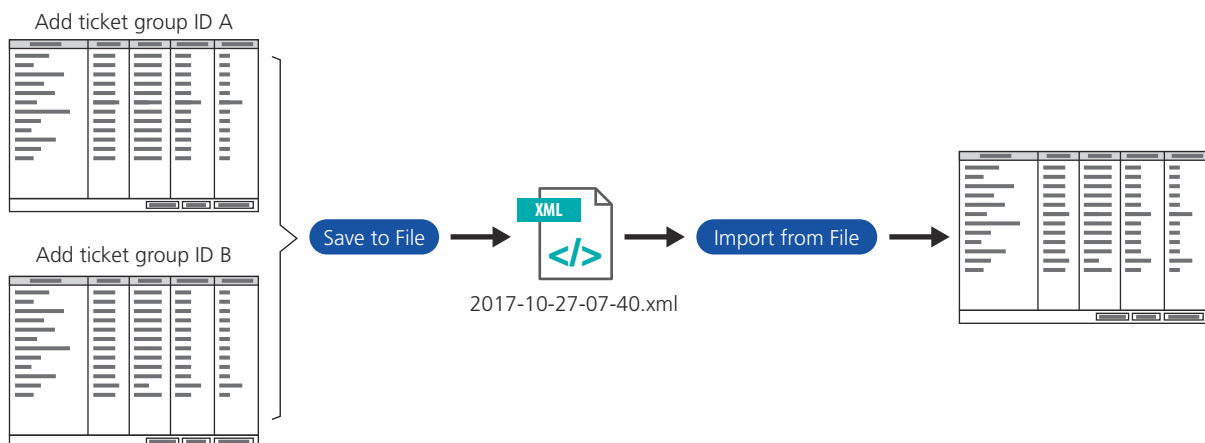 Add ticket group ID A
Add ticket group ID B
Save to File
XML
</>
2017-10-27-07-40.xml
Import from File